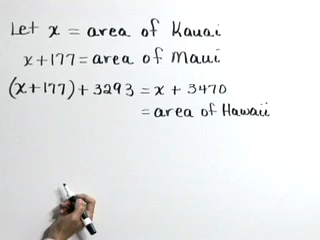 Let x = area of Kauai
x + 177 = area of Maui
(x + 177) + 3293 = x + 3470
= area of Hawaii